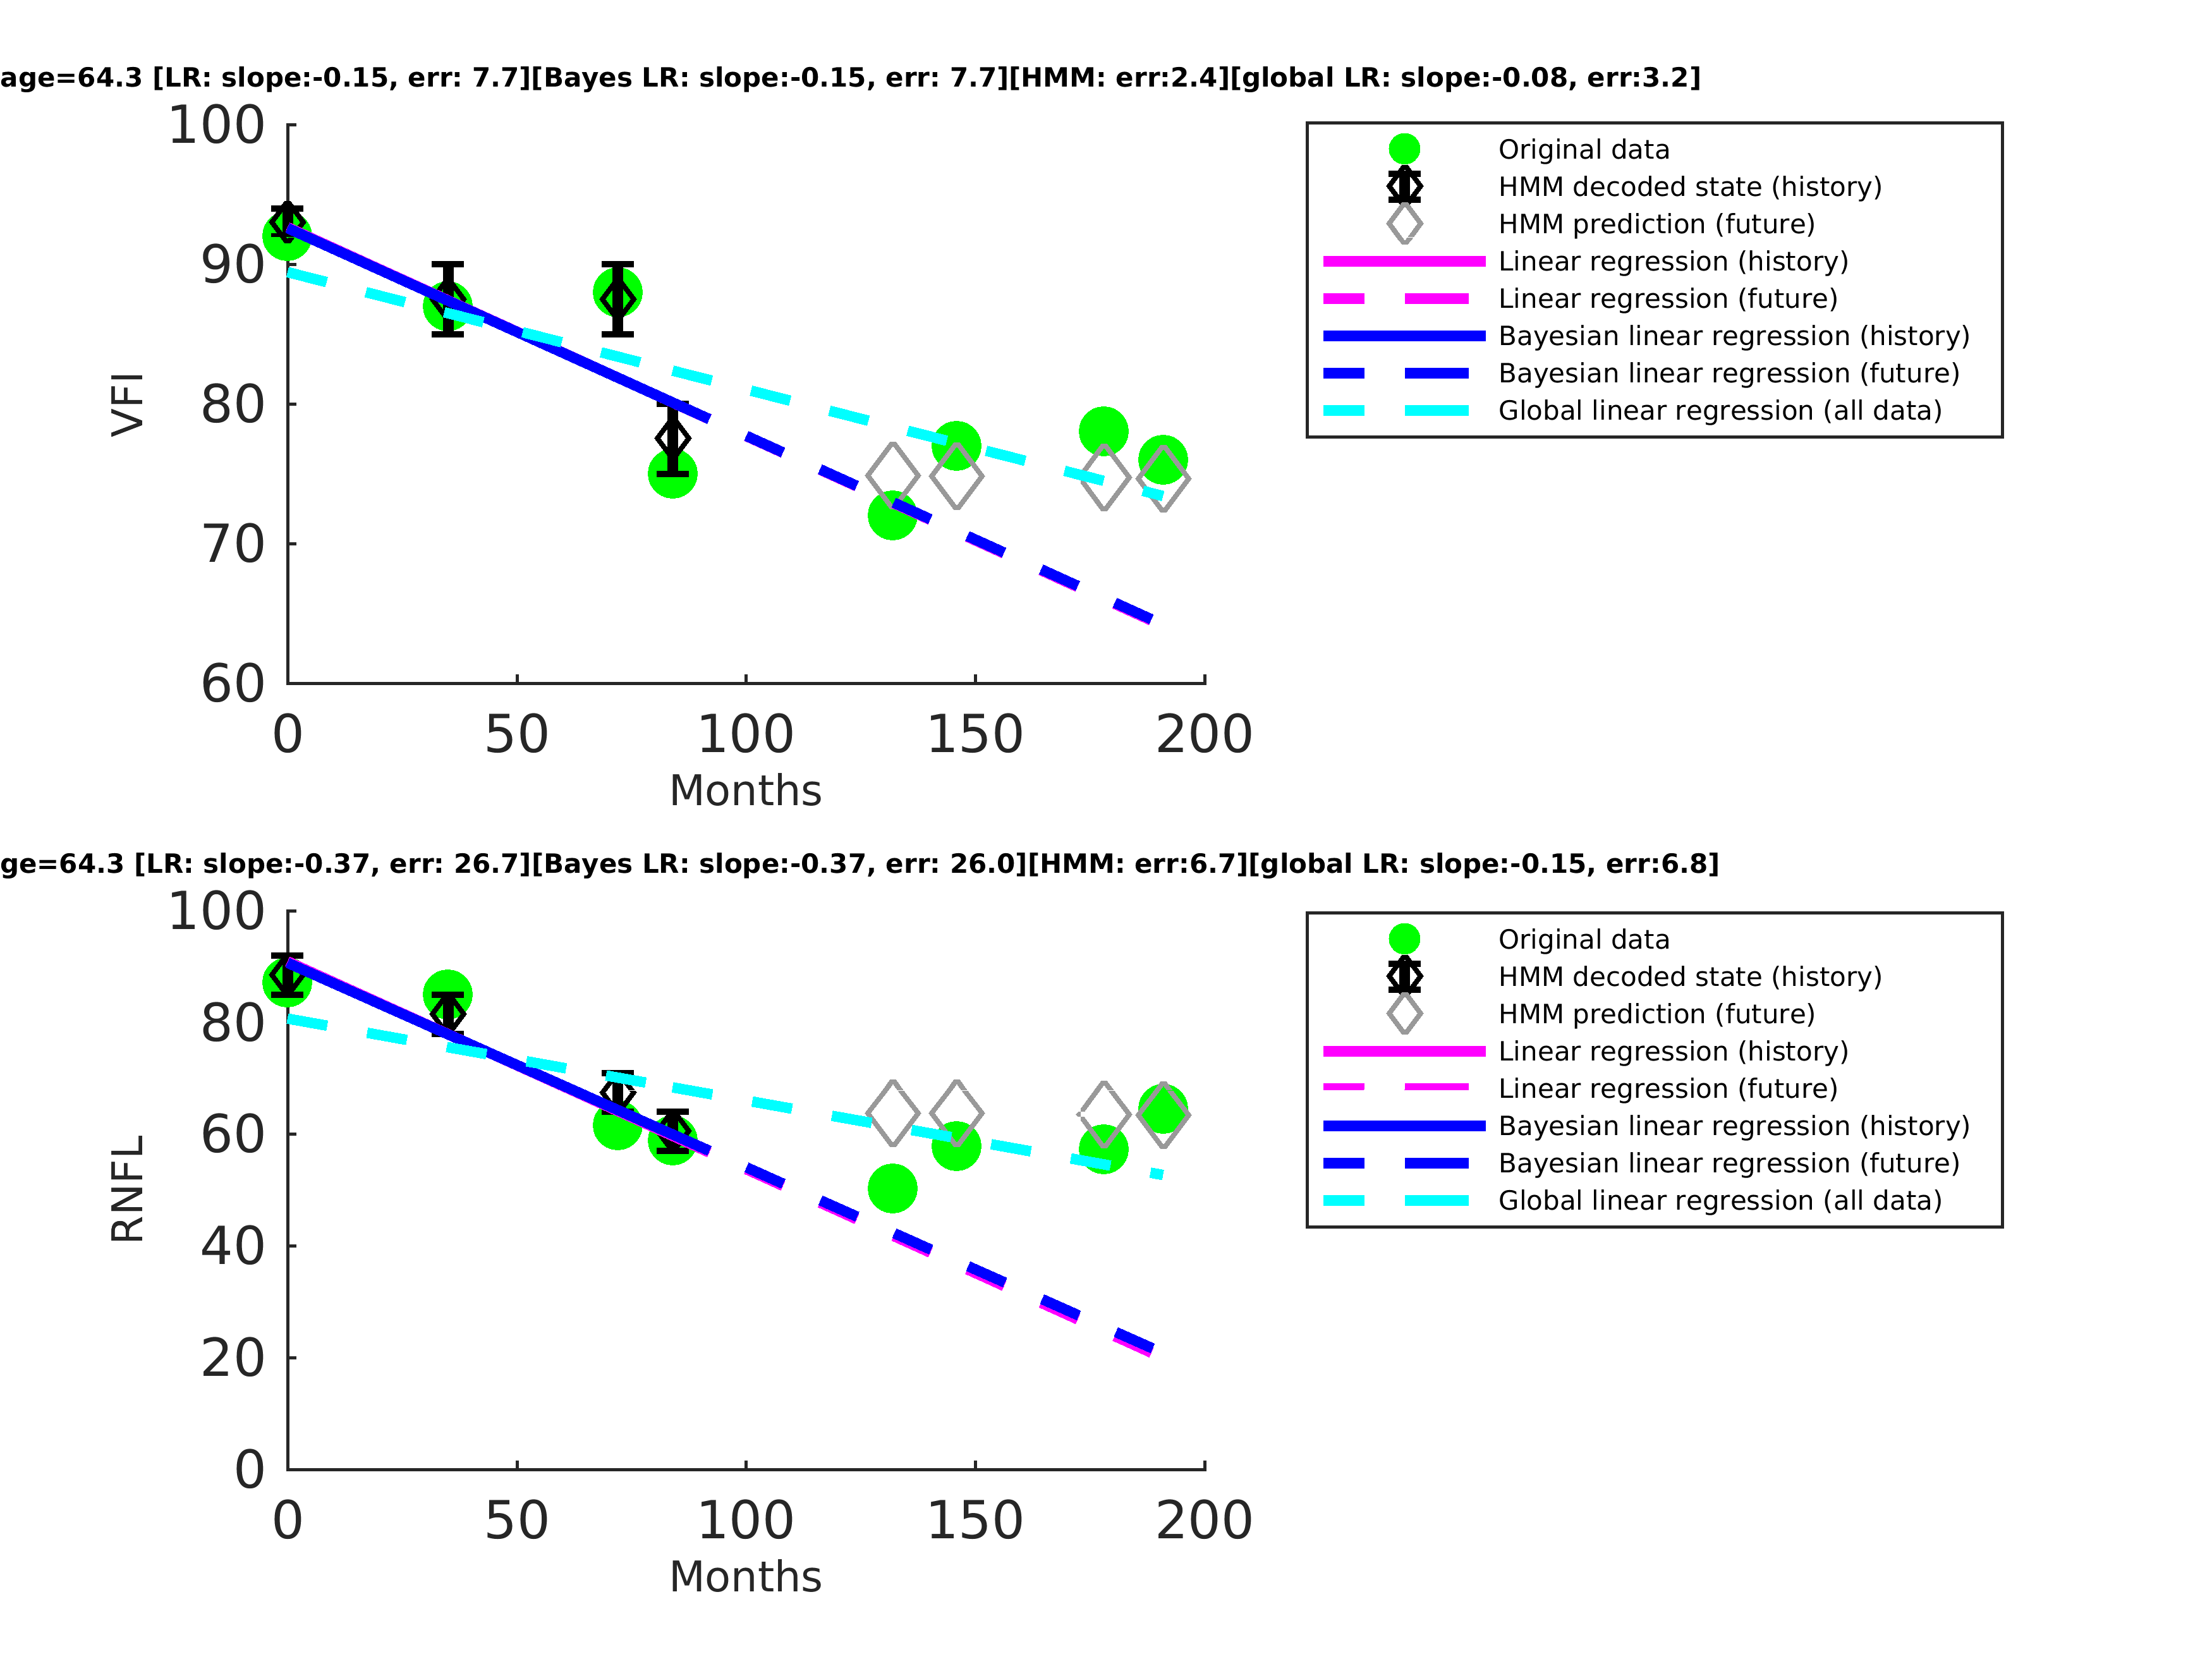 age=64.3 [LR: slope:-0.15, err: 7.7][Bayes LR: slope:-0.15, err: 7.7][HMM: err:2.4][global LR: slope:-0.08, err:3.2]
100
90
80
70
60
VFI
0 50 100 150 200
Months
Original data
HMM decoded state (history)
HMM prediction (future)
Linear regression (history)
Linear regression (future)
Bayesian linear regression (history)
Bayesian linear regression (future)
Global linear regression (all data)
ge=64.3 [LR: slope:-0.37, err: 26.7][Bayes LR: slope:-0.37, err: 26.0][HMM: err:6.7][global LR: slope:-0.15, err:6.8]
100
80
60
40
20
0
RNFL
0 50 100 150 200
Months
Original data
HMM decoded state (history)
HMM prediction (future)
Linear regression (history)
Linear regression (future)
Bayesian linear regression (history)
Bayesian linear regression (future)
Global linear regression (all data)